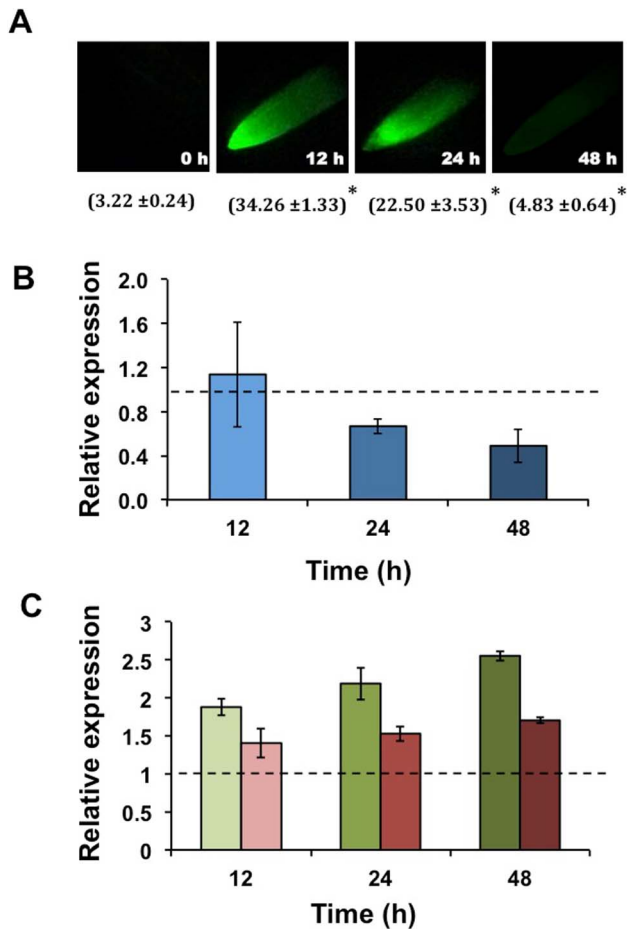 A
0 h 12 h 24 h 48 h
(3.22 ±0.24) (34.26 ±1.33)* (22.50 ±3.53)* (4.83 ±0.64)*
B
Relative expression
2.0
1.6
1.2
0.8
0.4
0.0
12 24 48
Time (h)
C
Relative expression
3
2.5
2
1.5
1
0.5
0
12 24 48
Time (h)